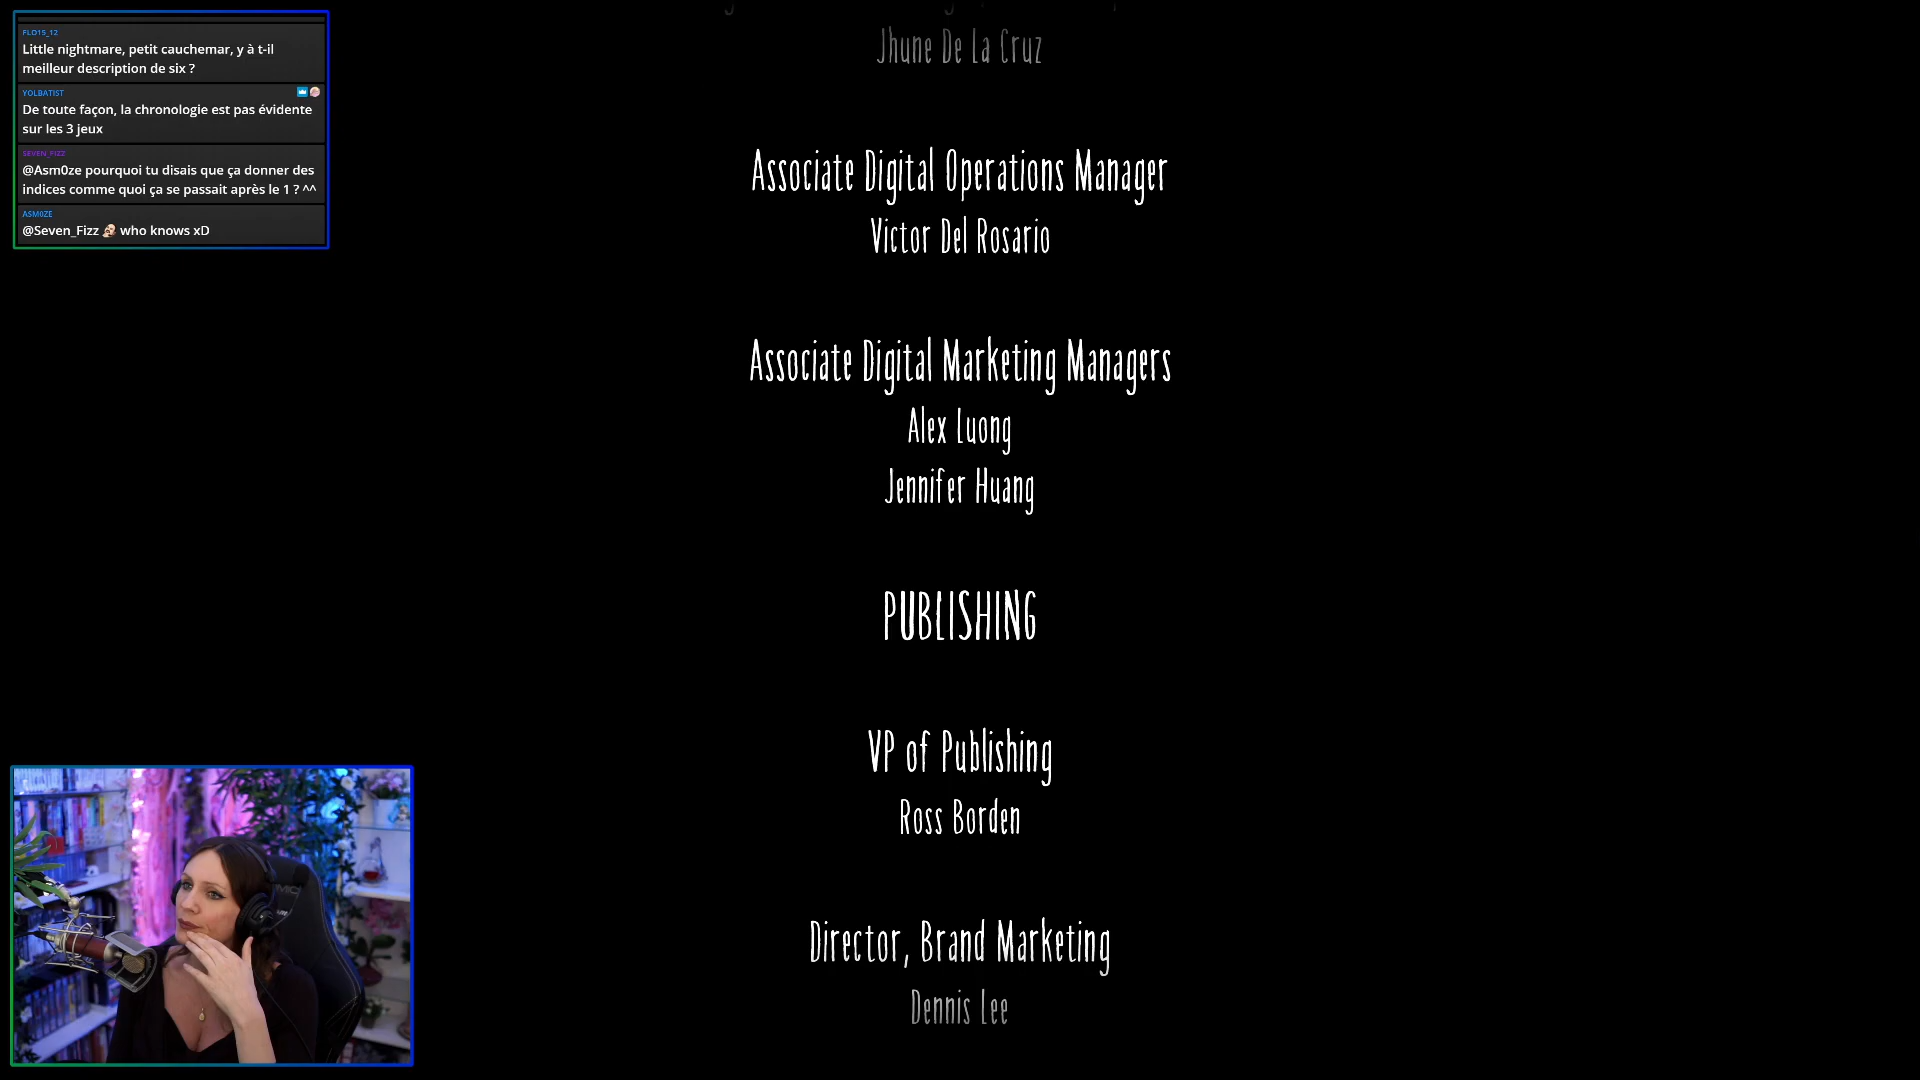 FLO15_12
Little nightmare, petit cauchemar, y à t-il
meilleur description de six ?
YOLBATIST
De toute façon, la chronologie est pas évidente
sur les 3 jeux
SEVEN_FIZZ
@Asm0ze pourquoi tu disais que ça donner des
indices comme quoi ça se passait après le 1 ? ^^
ASM0ZE
@Seven_Fizz who knows xD
Jhune De La Cruz
Associate Digital Operations Manager
Victor Del Rosario
Associate Digital Marketing Managers
Alex Luong
Jennifer Huang
PUBLISHING
VP of Publishing
Ross Borden
Director, Brand Marketing
Dennis Lee